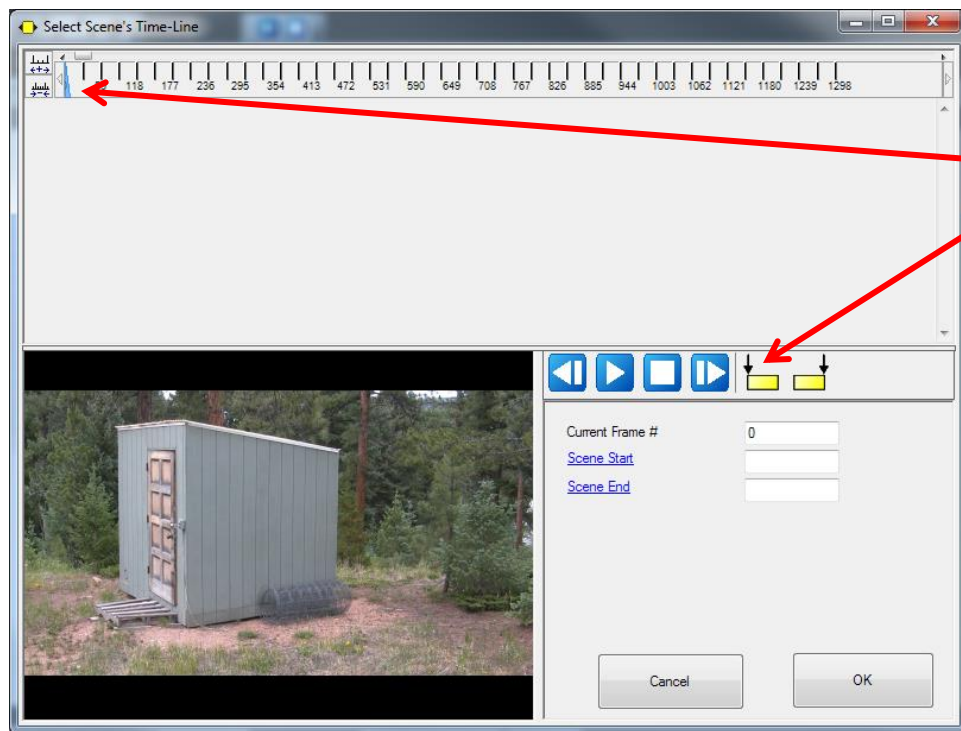 Select Scene's Time-Line
118 177 236 295 354 413 472 531 590 649 708 767 826 885 944 1003 1062 1121 1180 1239 1298
Current Frame # 0
Scene Start
Scene End
Cancel OK